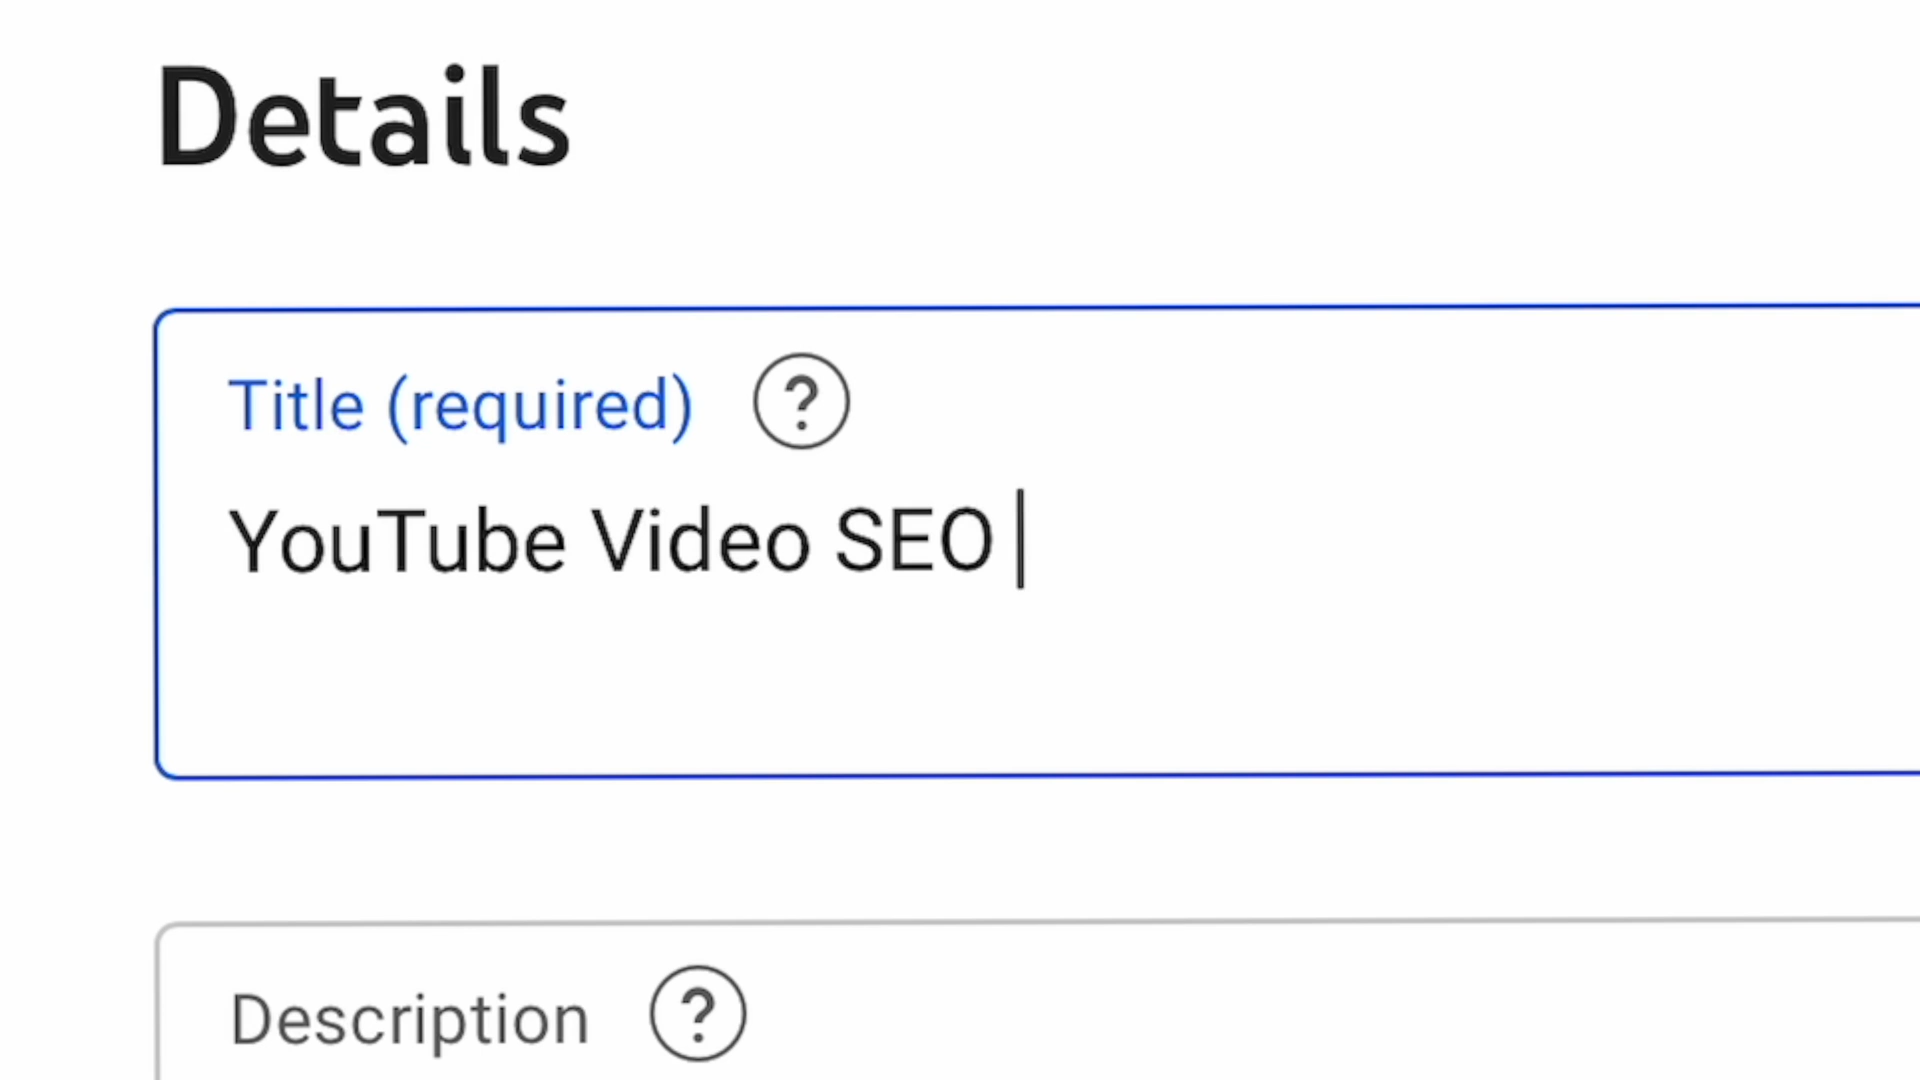 Details
Title (required) ?
YouTube Video SEO
Description ?